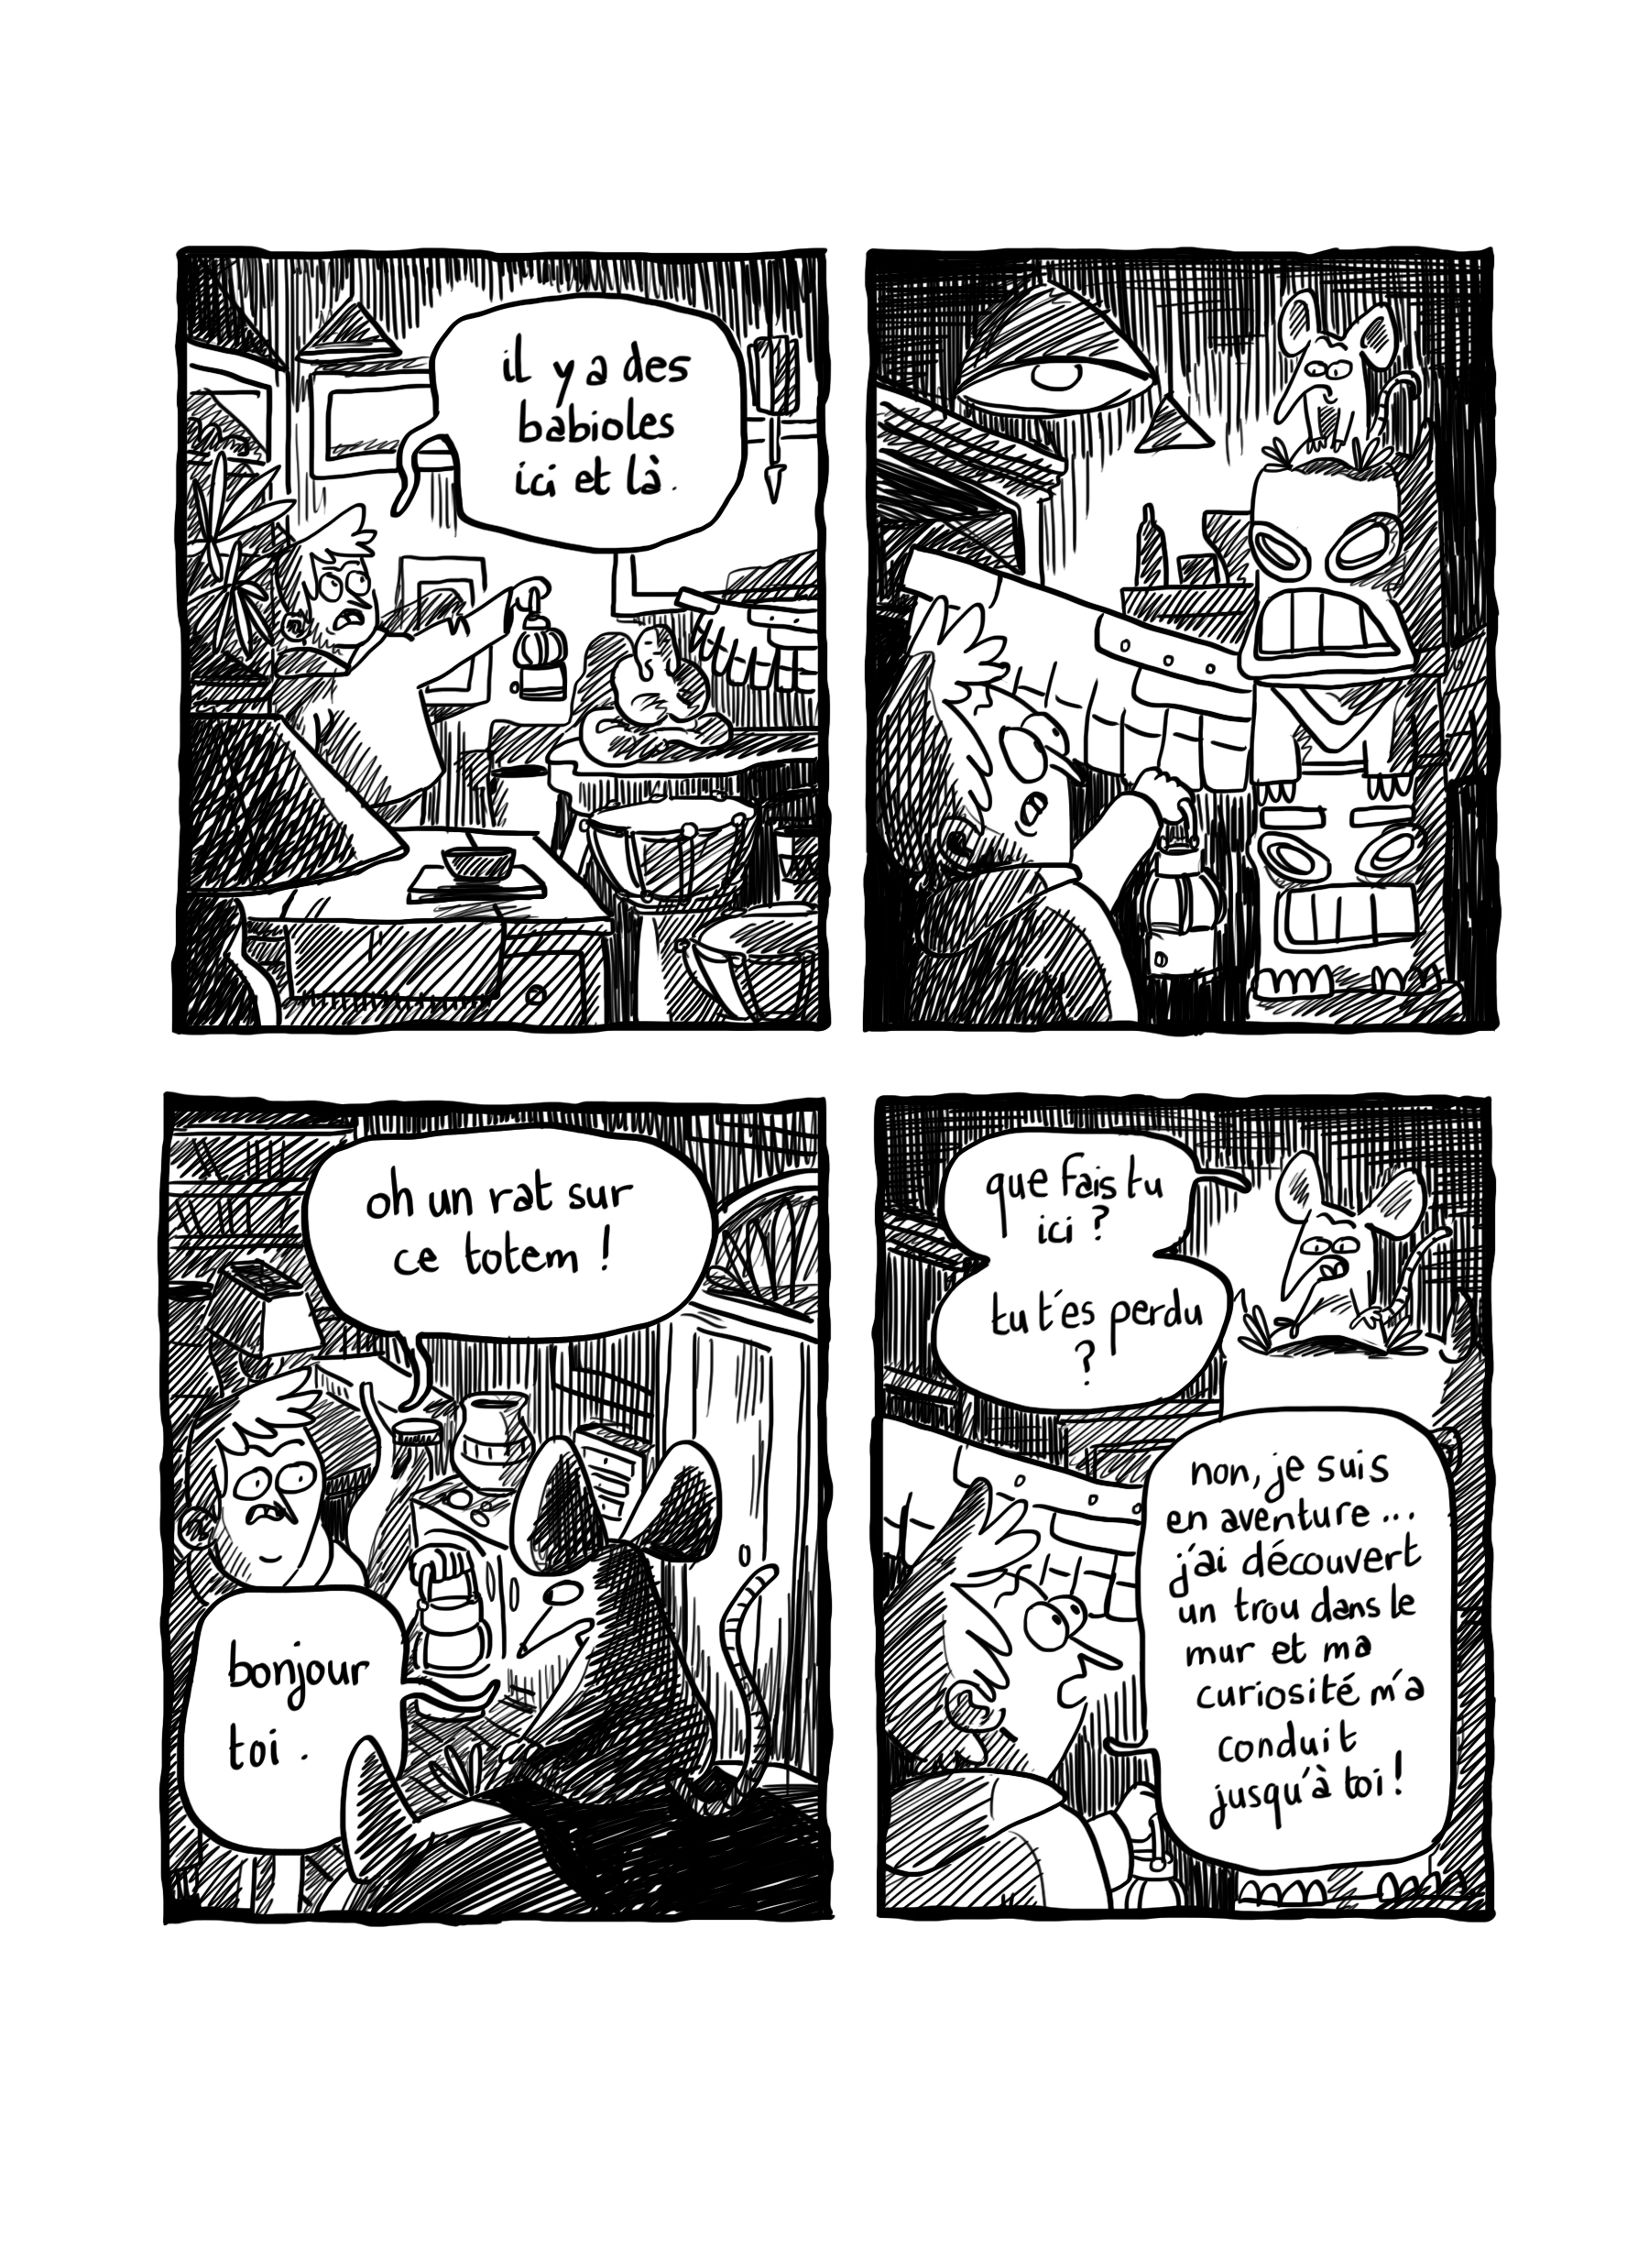 il y a des
babioles
ici et là.
oh un rat sur
ce totem !
bonjour
toi.
que fais tu
ici ?
tu t'es perdu
?
non, je suis
en aventure...
j'ai découvert
un trou dans le
mur et ma
curiosité m'a
conduit
jusqu'à toi !